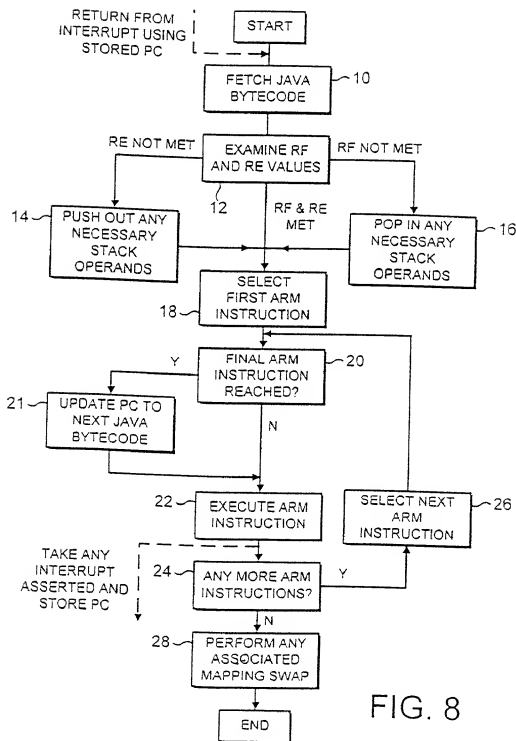 RETURN FROM
INTERRUPT USING
STORED PC
START
FETCH JAVA
BYTECODE
10
RE NOT MET
EXAMINE RF
AND RE VALUES
RF NOT MET
12
14
PUSH OUT ANY
NECESSARY
STACK
OPERANDS
RF & RE
MET
POP IN ANY
NECESSARY
STACK
OPERANDS
16
SELECT
FIRST ARM
INSTRUCTION
18
Y
FINAL ARM
INSTRUCTION
REACHED?
20
21
UPDATE PC TO
NEXT JAVA
BYTECODE
N
22
EXECUTE ARM
INSTRUCTION
SELECT NEXT
ARM
INSTRUCTION
26
TAKE ANY
INTERRUPT
ASSERTED AND
STORE PC
24
ANY MORE ARM
INSTRUCTIONS?
Y
N
28
PERFORM ANY
ASSOCIATED
MAPPING SWAP
END
FIG. 8